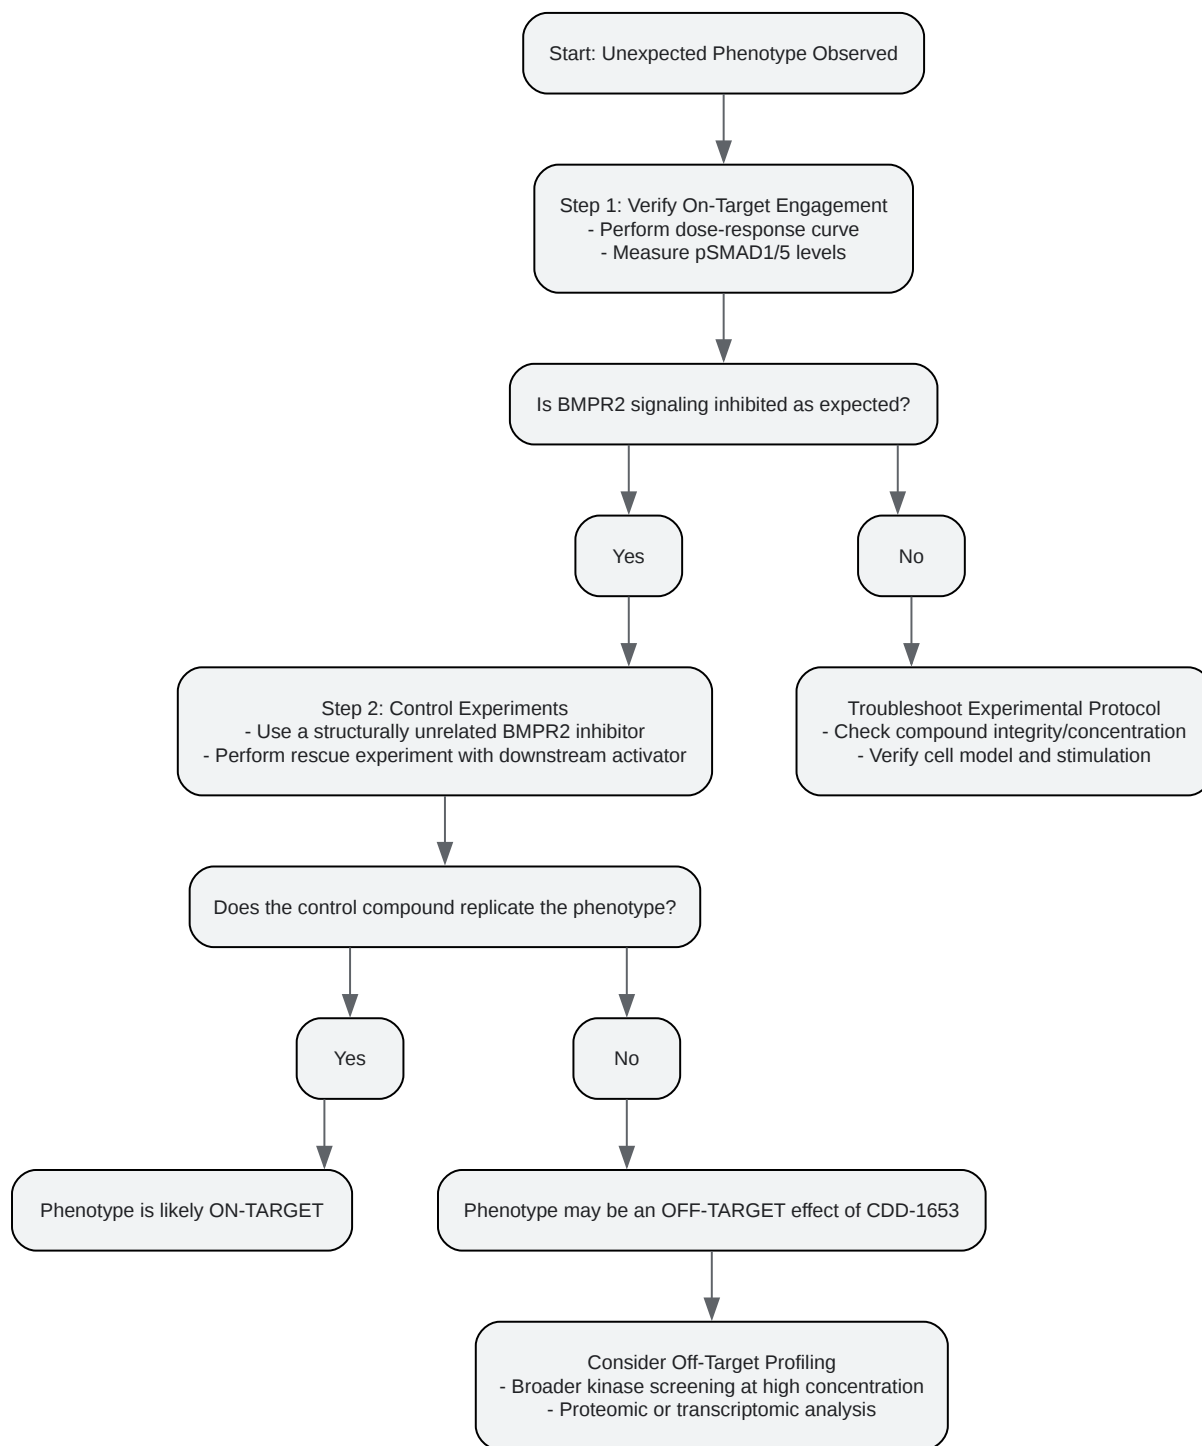 Start: Unexpected Phenotype Observed
Step 1: Verify On-Target Engagement
- Perform dose-response curve
- Measure pSMAD1/5 levels
Is BMPR2 signaling inhibited as expected?
Yes
No
Step 2: Control Experiments
- Use a structurally unrelated BMPR2 inhibitor
- Perform rescue experiment with downstream activator
Troubleshoot Experimental Protocol
- Check compound integrity/concentration
- Verify cell model and stimulation
Does the control compound replicate the phenotype?
Yes
No
Phenotype is likely ON-TARGET
Phenotype may be an OFF-TARGET effect of CDD-1653
Consider Off-Target Profiling
- Broader kinase screening at high concentration
- Proteomic or transcriptomic analysis